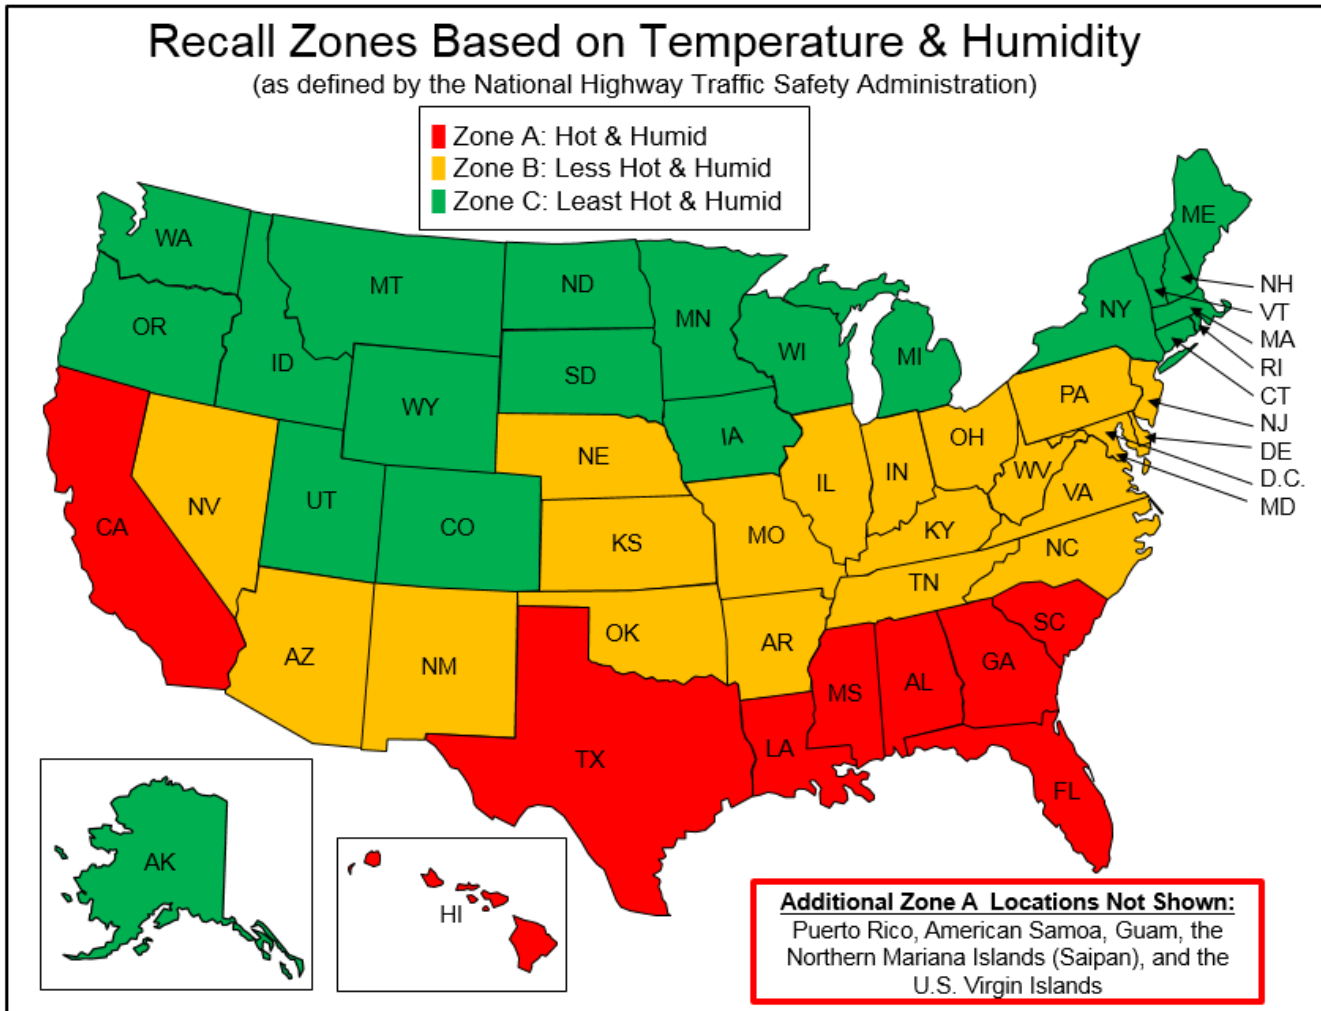 Recall Zones Based on Temperature & Humidity
(as defined by the National Highway Traffic Safety Administration)
Zone A: Hot & Humid
Zone B: Less Hot & Humid
Zone C: Least Hot & Humid
WA
MT
ND
MN
ME
OR
ID
WY
SD
WI
MI
NY
NH
VT
MA
RI
CT
NJ
DE
D.C.
MD
IA
NE
PA
OH
IN
IL
WV
VA
NV
UT
CO
CA
KS
MO
KY
NC
TN
AZ
NM
OK
AR
SC
GA
AL
MS
LA
TX
FL
AK
HI
Additional Zone A Locations Not Shown:
Puerto Rico, American Samoa, Guam, the
Northern Mariana Islands (Saipan), and the
U.S. Virgin Islands